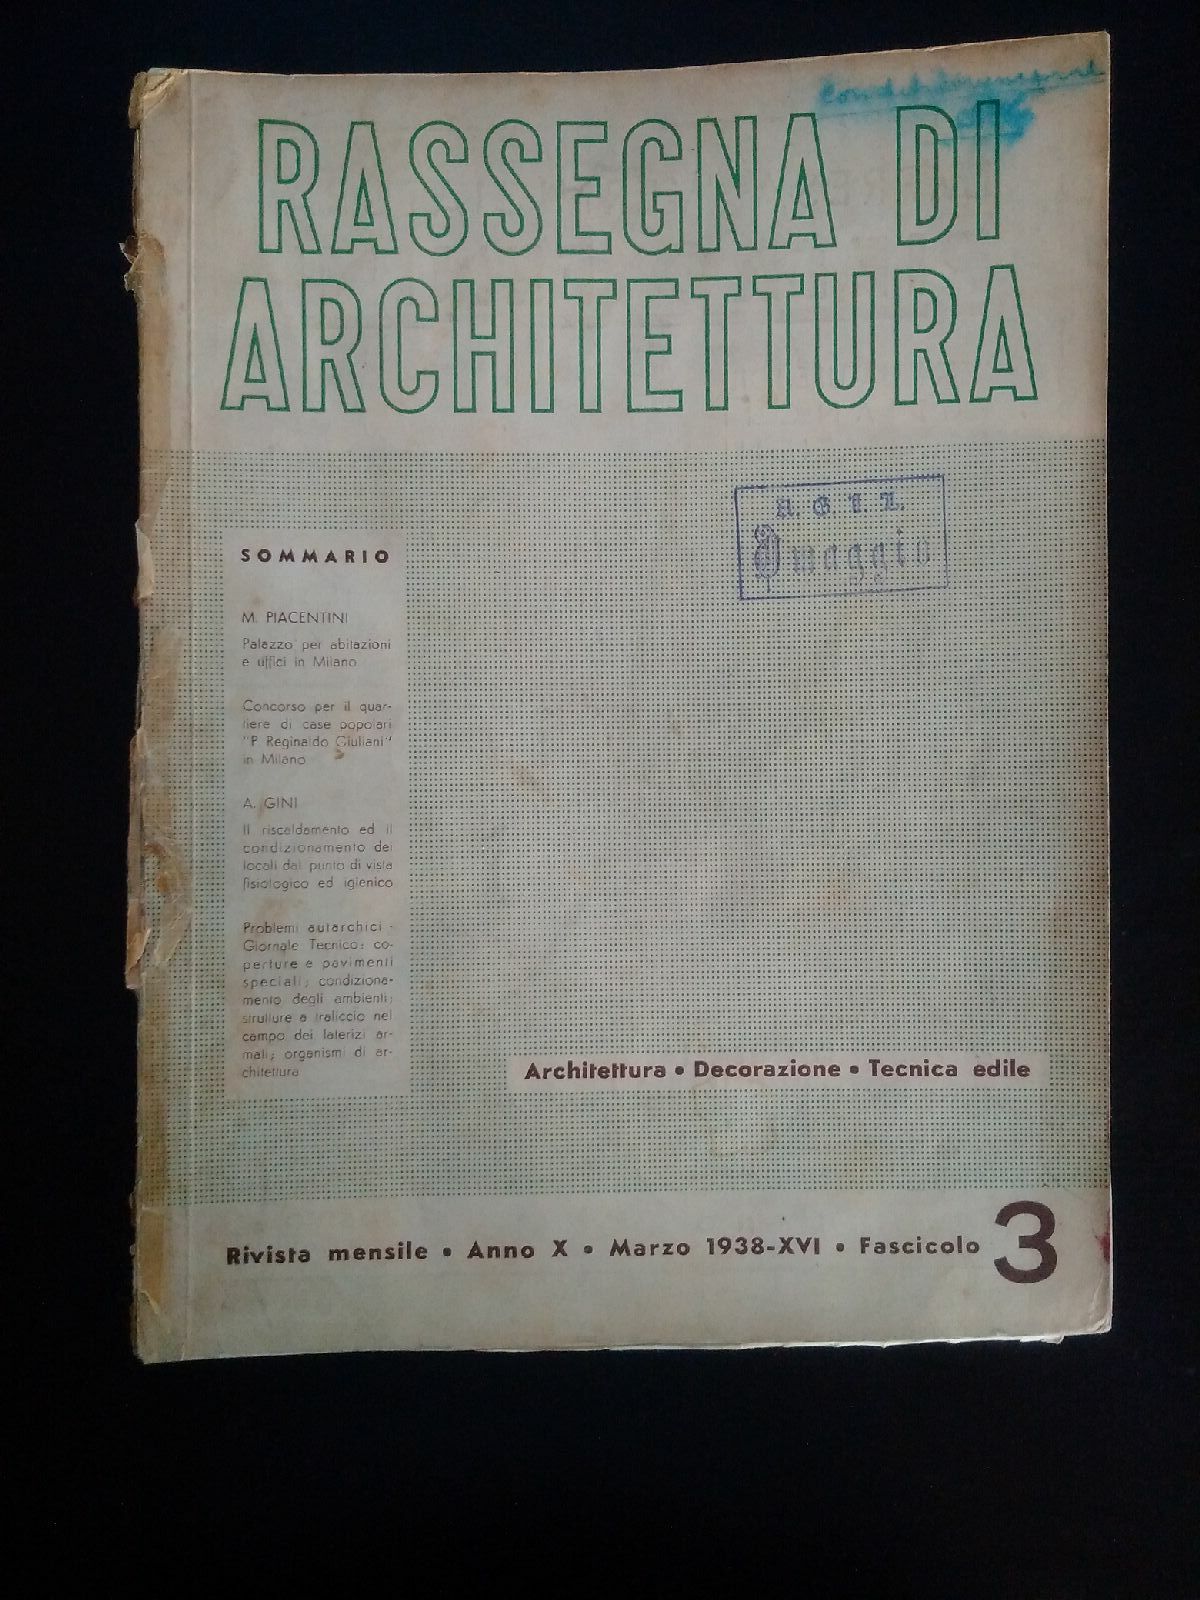 RASSEGNA DI
ARCHITETTURA
A. G. I. I.
Omaggio
SOMMARIO
M. PIACENTINI
Palazzo per abitazioni
e uffici in Milano
Concorso per il quar-
tiere di case popolari
"P. Reginaldo Giuliani"
in Milano
A. GINI
Il riscaldamento ed il
condizionamento dei
locali dal punto di vista
fisiologico ed igienico
Problemi autarchici -
Giornale Tecnico: co-
perture e pavimenti
speciali; condiziona-
mento degli ambienti;
strutture a traliccio nel
campo dei laterizi ar-
mati; organismi di ar-
chitettura
Architettura • Decorazione • Tecnica edile
Rivista mensile • Anno X • Marzo 1938-XVI • Fascicolo 3